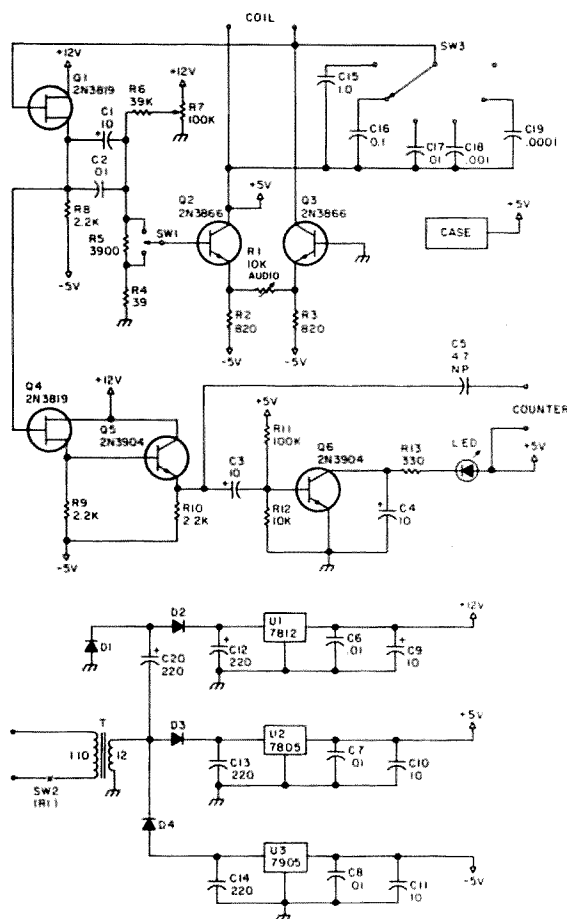 COIL
+12V
SW3
Q1
2N3819
+12V
R6
39K
C1
10
R7
100K
C15
1.0
C2
.01
C16
0.1
C17
.01
C18
.001
C19
.0001
Q2
2N3866
+5V
Q3
2N3866
R8
2.2K
R5
3900
SW1
R1
10K
AUDIO
+5V
CASE
-5V
R4
39
R2
820
R3
820
-5V
-5V
C5
4.7
NP
Q4
2N3819
+12V
Q5
2N3904
+5V
R11
100K
Q6
2N3904
R13
330
LED
COUNTER
+5V
C3
10
R9
2.2K
R10
2.2K
R12
10K
C4
10
-5V
D2
U1
7812
+12V
D1
C20
220
C12
220
C6
.01
C9
10
T
D3
U2
7805
+5V
110
12
C13
220
C7
.01
C10
10
SW2
(R1)
D4
U3
7905
C14
220
C8
.01
C11
10
-5V